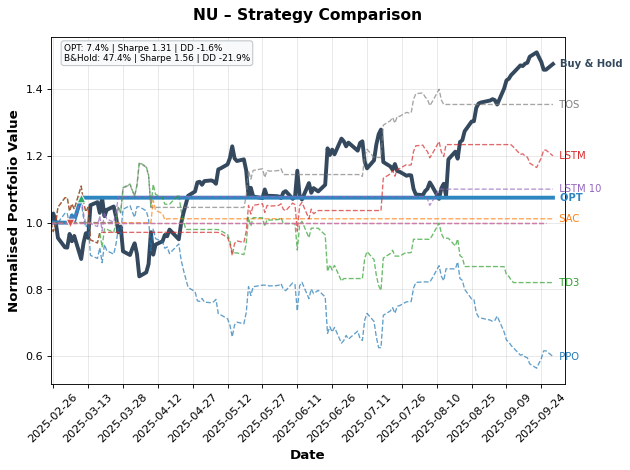 NU – Strategy Comparison
OPT: 7.4% | Sharpe 1.31 | DD -1.6%
B&Hold: 47.4% | Sharpe 1.56 | DD -21.9%
Normalised Portfolio Value
1.4
1.2
1.0
0.8
0.6
Buy & Hold
TOS
LSTM
LSTM 10
OPT
SAC
TD3
PPO
2025-02-26
2025-03-13
2025-03-28
2025-04-12
2025-04-27
2025-05-12
2025-05-27
2025-06-11
2025-06-26
2025-07-11
2025-07-26
2025-08-10
2025-08-25
2025-09-09
2025-09-24
Date